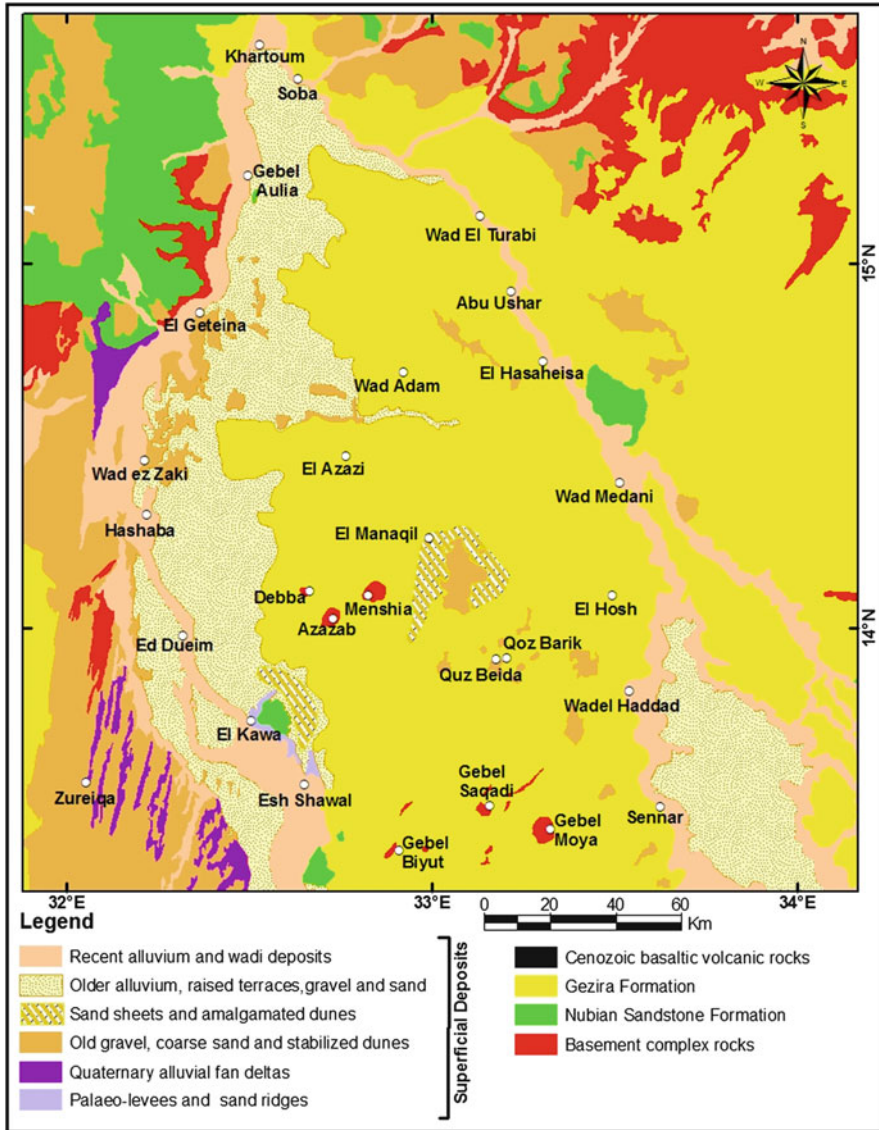 Khartoum
Soba
N
W E
S
Gebel
Aulia
Wad El Turabi
15°N
Abu Ushar
El Geteina
El Hasaheisa
Wad Adam
Wad ez Zaki
El Azazi
Wad Medani
Hashaba
El Manaqil
Debba
Menshia
El Hosh
Azazab
14°N
Ed Dueim
Qoz Barik
Quz Beida
Wadel Haddad
El Kawa
Zureiqa
Esh Shawal
Gebel
Saqadi
Sennar
Gebel
Moya
Gebel
Biyut
32°E
33°E
34°E
Legend
0 20 40 60
Km
Recent alluvium and wadi deposits
Older alluvium, raised terraces,gravel and sand
Sand sheets and amalgamated dunes
Old gravel, coarse sand and stabilized dunes
Quaternary alluvial fan deltas
Palaeo-levees and sand ridges
Superficial Deposits
Cenozoic basaltic volcanic rocks
Gezira Formation
Nubian Sandstone Formation
Basement complex rocks